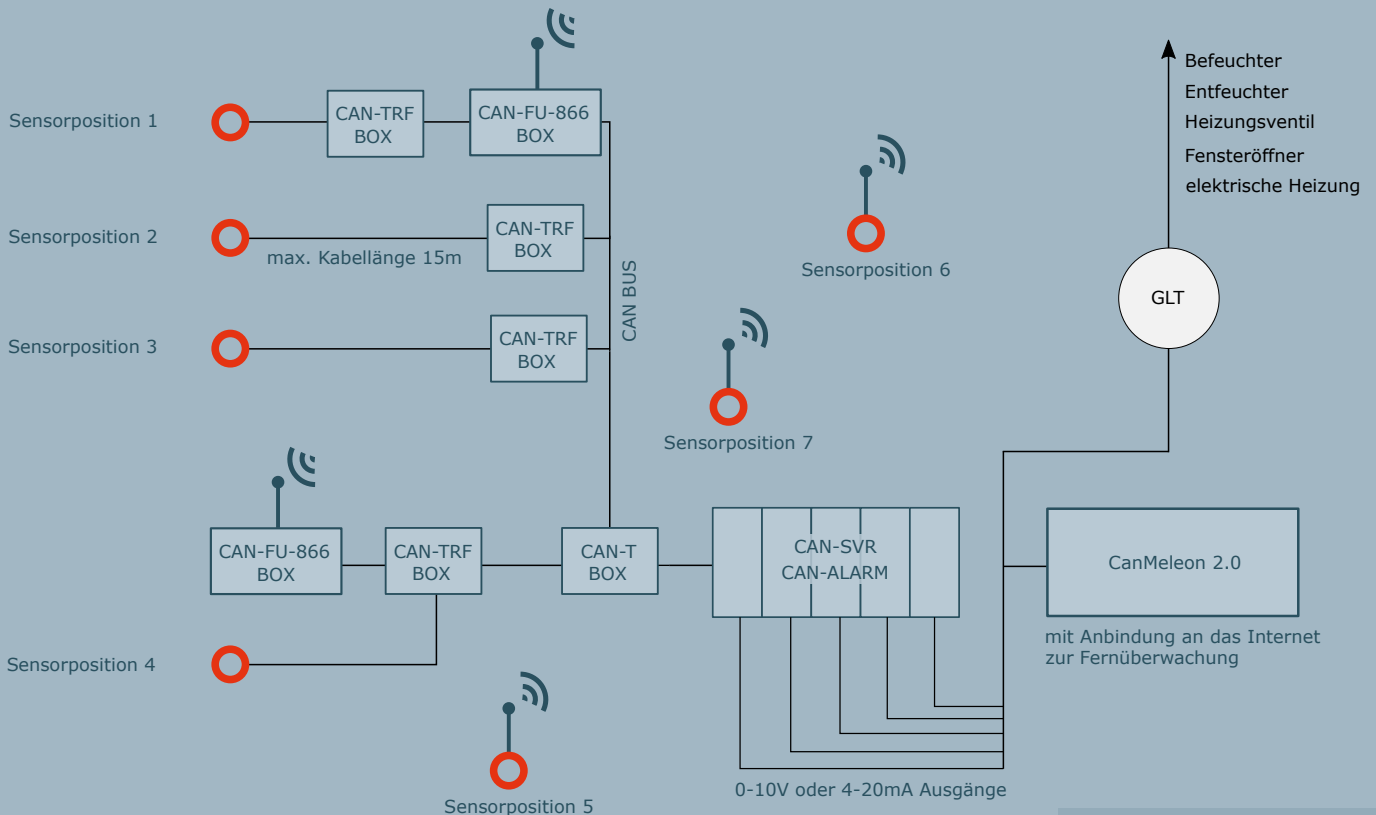 Sensorposition 1
CAN-TRF
BOX
CAN-FU-866
BOX
Befeuchter
Entfeuchter
Heizungsventil
Fensteröffner
elektrische Heizung
Sensorposition 2
max. Kabellänge 15m
CAN-TRF
BOX
CAN BUS
Sensorposition 6
GLT
Sensorposition 3
CAN-TRF
BOX
Sensorposition 7
CAN-FU-866
BOX
CAN-TRF
BOX
CAN-T
BOX
CAN-SVR
CAN-ALARM
CanMeleon 2.0
mit Anbindung an das Internet
zur Fernüberwachung
Sensorposition 4
Sensorposition 5
0-10V oder 4-20mA Ausgänge